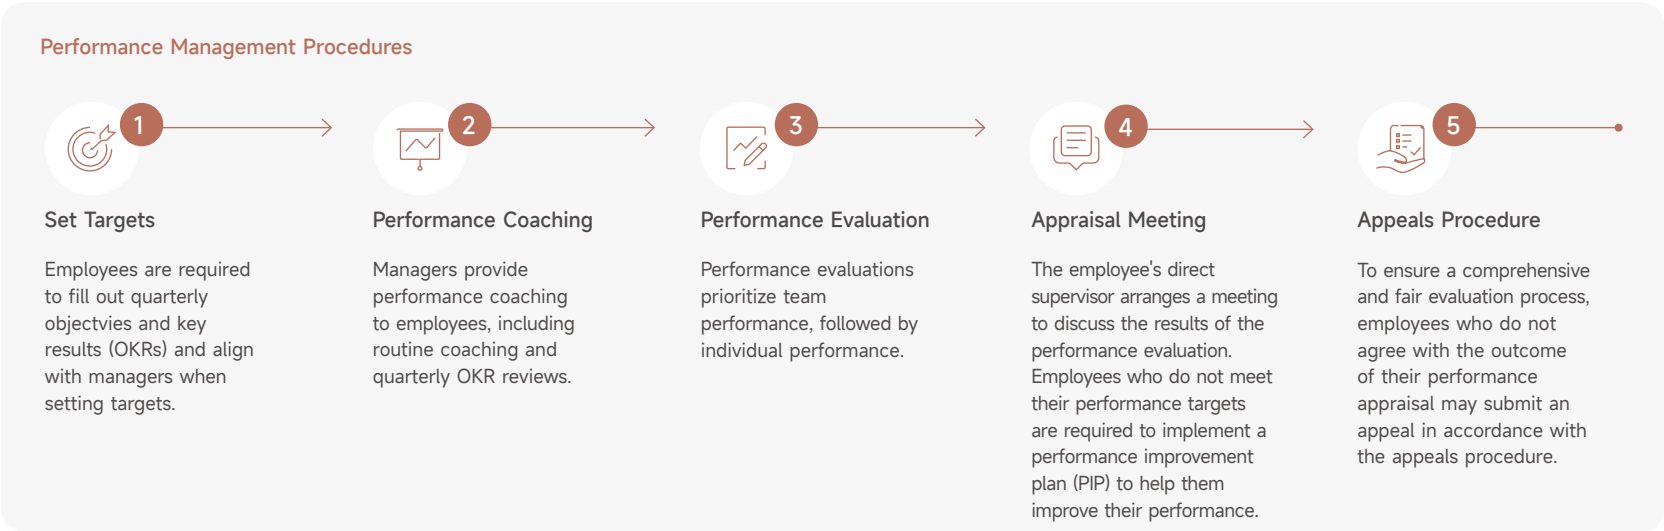 Performance Management Procedures
1
Set Targets
Employees are required
to fill out quarterly
objectvies and key
results (OKRs) and align
with managers when
setting targets.
2
Performance Coaching
Managers provide
performance coaching
to employees, including
routine coaching and
quarterly OKR reviews.
3
Performance Evaluation
Performance evaluations
prioritize team
performance, followed by
individual performance.
4
Appraisal Meeting
The employee's direct
supervisor arranges a meeting
to discuss the results of the
performance evaluation.
Employees who do not meet
their performance targets
are required to implement a
performance improvement
plan (PIP) to help them
improve their performance.
5
Appeals Procedure
To ensure a comprehensive
and fair evaluation process,
employees who do not
agree with the outcome
of their performance
appraisal may submit an
appeal in accordance with
the appeals procedure.